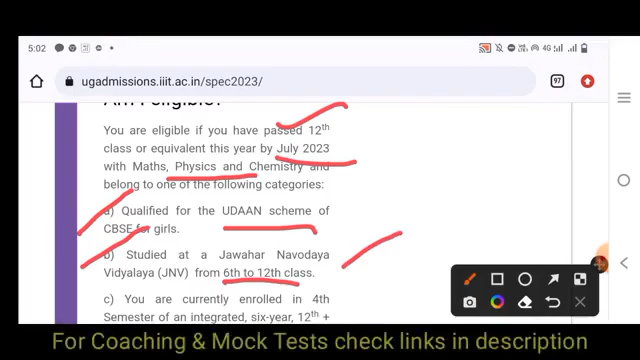 5:02
4G
ugadmissions.iiit.ac.in/spec2023/
97
Am I eligible?
You are eligible if you have passed 12th
class or equivalent this year by July 2023
with Maths, Physics and Chemistry and
belong to one of the following categories:
a) Qualified for the UDAAN scheme of
CBSE for girls.
b) Studied at a Jawahar Navodaya
Vidyalaya (JNV) from 6th to 12th class.
c) You are currently enrolled in 4th
Semester of an integrated, six-year, 12th +
For Coaching & Mock Tests check links in description